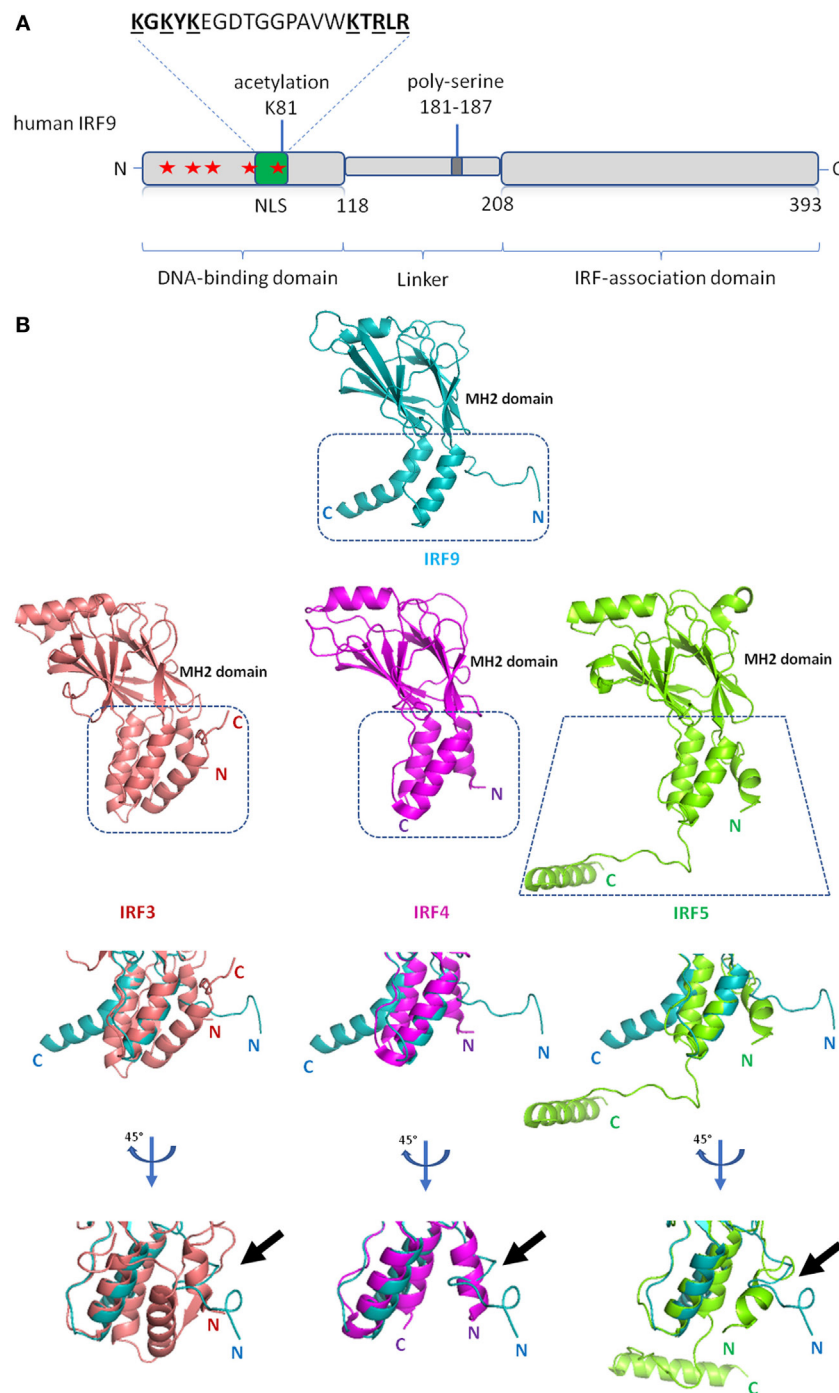 A
KGKYKEGDTGGPAVWKTRLR
acetylation
K81
poly-serine
181-187
human IRF9
N
C
NLS
118
208
393
DNA-binding domain
Linker
IRF-association domain
B
MH2 domain
C
N
IRF9
MH2 domain
C
N
MH2 domain
N
C
MH2 domain
N
C
IRF3
IRF4
IRF5
C
C
N
N
C
N
N
C
N
N
C
45°
45°
45°
N
N
C
N
N
N
N
C